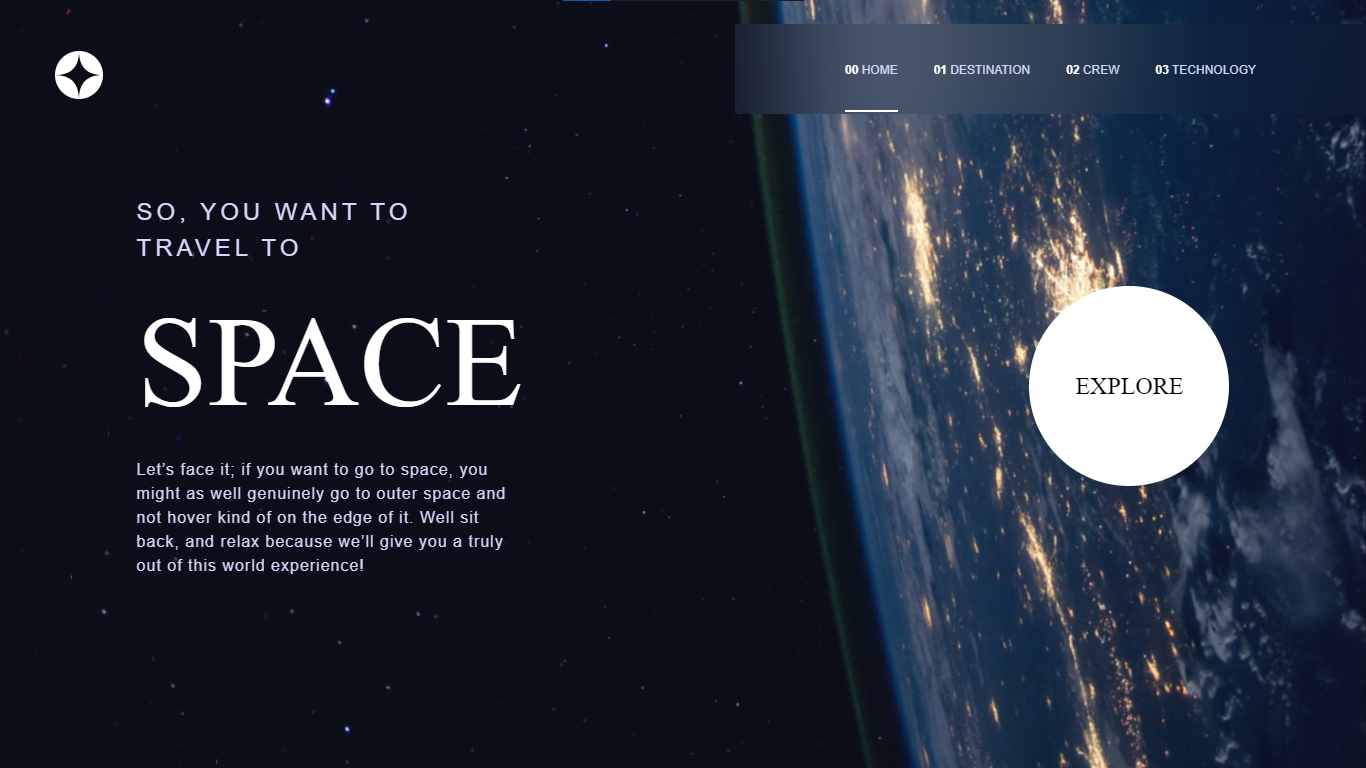 00 HOME 01 DESTINATION 02 CREW 03 TECHNOLOGY
SO, YOU WANT TO
TRAVEL TO
SPACE
Let’s face it; if you want to go to space, you
might as well genuinely go to outer space and
not hover kind of on the edge of it. Well sit
back, and relax because we’ll give you a truly
out of this world experience!
EXPLORE